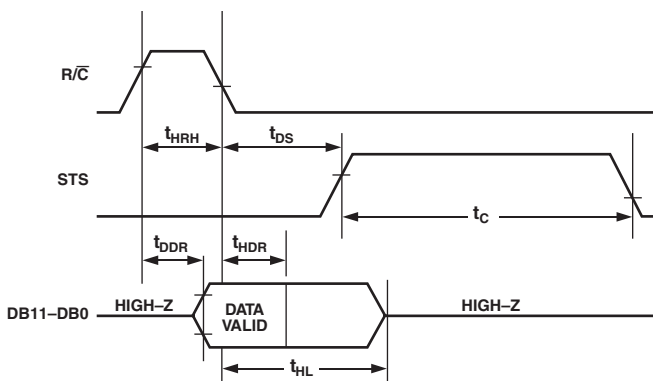 R/C̅
tHRH
tDS
STS
tC
tDDR
tHDR
DB11–DB0
HIGH–Z
DATA
VALID
HIGH–Z
tHL